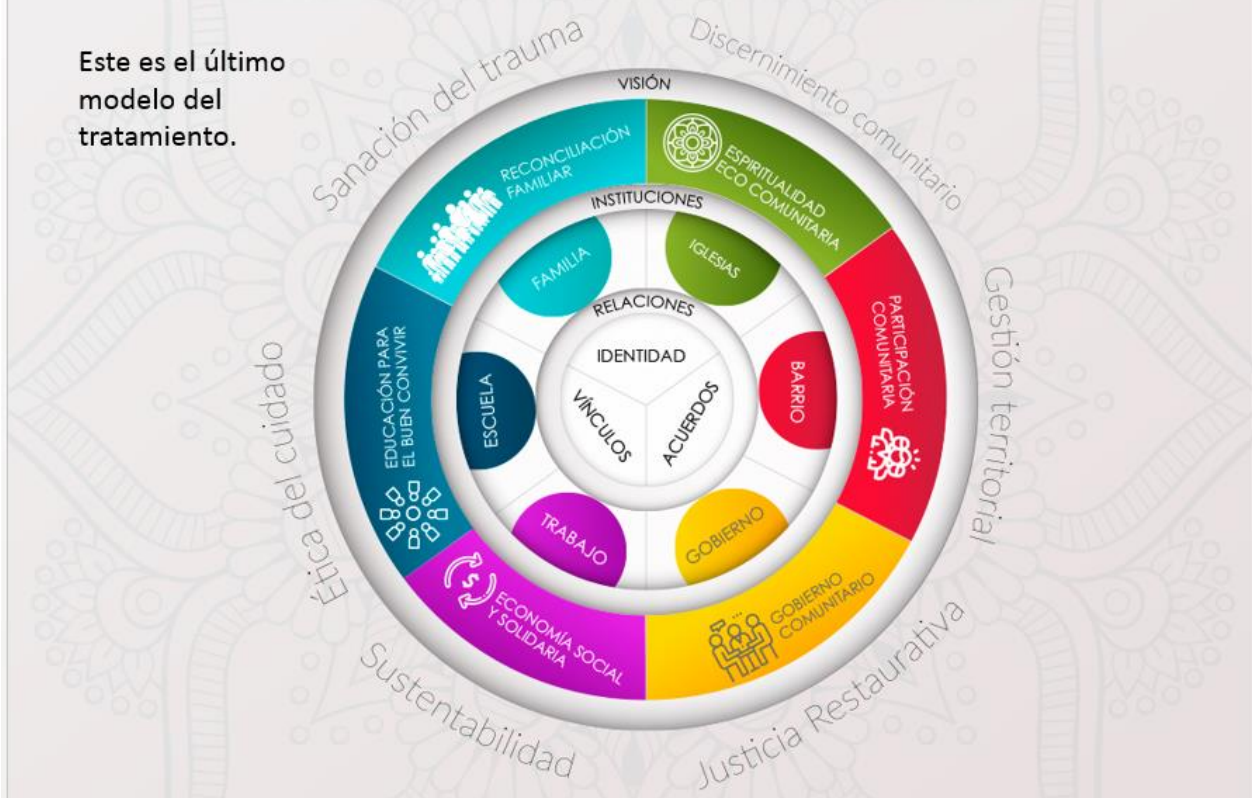 Este es el último
modelo del
tratamiento.
Sanación del trauma
Discernimiento comunitario
Gestión territorial
Justicia Restaurativa
Sustentabilidad
Ética del cuidado
VISIÓN
RECONCILIACIÓN
FAMILIAR
ESPIRITUALIDAD
ECO COMUNITARIA
PARTICIPACIÓN
COMUNITARIA
GOBIERNO
COMUNITARIO
ECONOMÍA SOCIAL
Y SOLIDARIA
EDUCACIÓN PARA
EL BUEN CONVIVIR
INSTITUCIONES
FAMILIA
IGLESIAS
BARRIO
GOBIERNO
TRABAJO
ESCUELA
RELACIONES
IDENTIDAD
ACUERDOS
VÍNCULOS